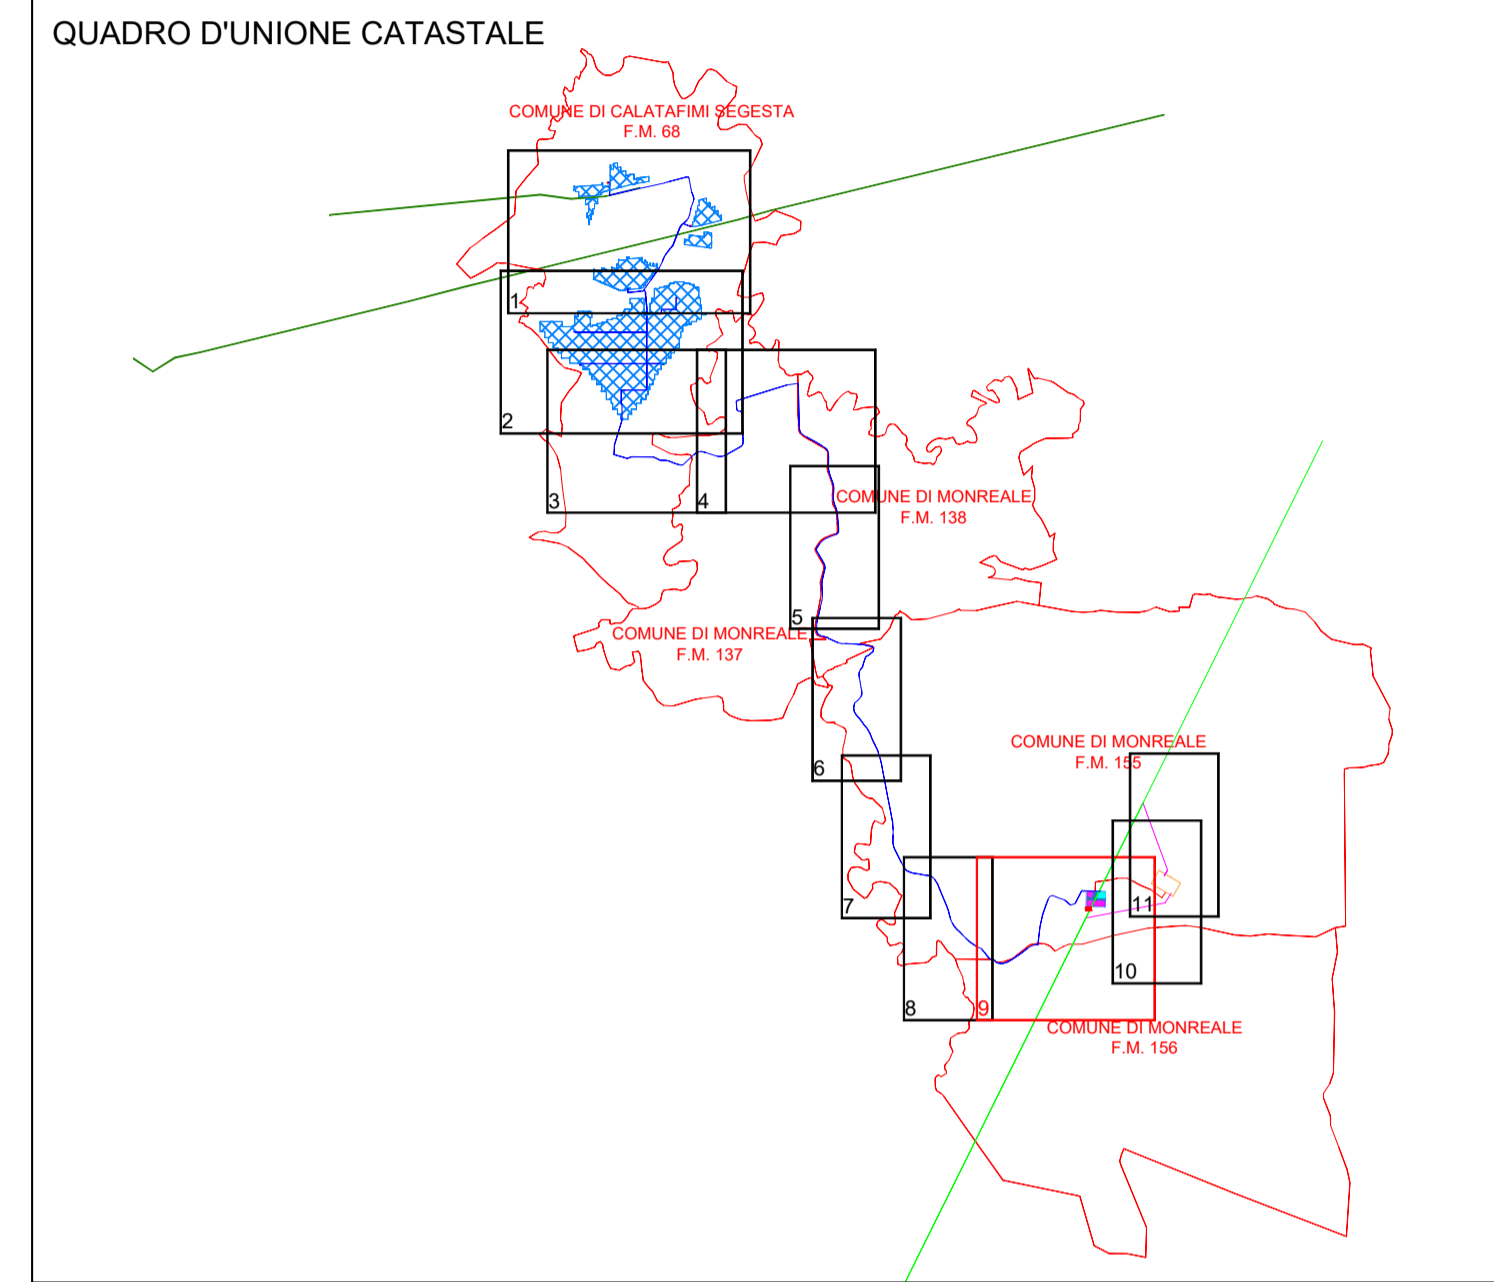 QUADRO D'UNIONE CATASTALE
COMUNE DI CALATAFIMI SEGESTA
F.M. 68
1
2
3
4
COMUNE DI MONREALE
F.M. 138
5
COMUNE DI MONREALE
F.M. 137
6
COMUNE DI MONREALE
F.M. 155
7
11
10
8
9
COMUNE DI MONREALE
F.M. 156